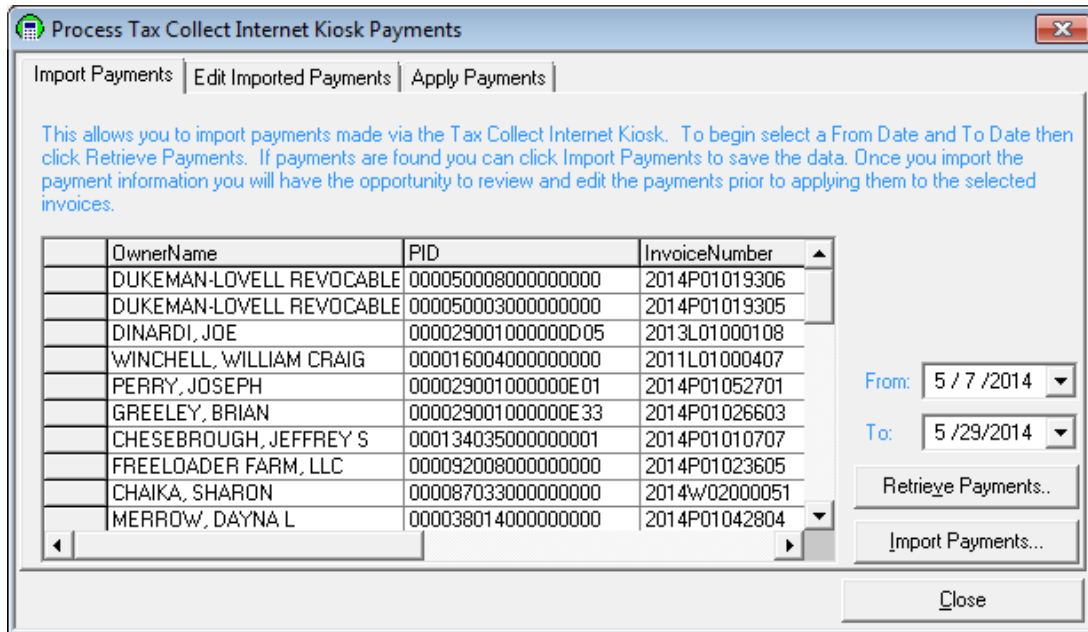 Process Tax Collect Internet Kiosk Payments
Import Payments Edit Imported Payments Apply Payments
This allows you to import payments made via the Tax Collect Internet Kiosk. To begin select a From Date and To Date then
click Retrieve Payments. If payments are found you can click Import Payments to save the data. Once you import the
payment information you will have the opportunity to review and edit the payments prior to applying them to the selected
invoices.
OwnerName PID InvoiceNumber
DUKEMAN-LOVELL REVOCABLE 000050008000000000 2014P01019306
DUKEMAN-LOVELL REVOCABLE 000050003000000000 2014P01019305
DINARDI, JOE 000029001000000D05 2013L01000108
WINCHELL, WILLIAM CRAIG 000016004000000000 2011L01000407
PERRY, JOSEPH 000029001000000E01 2014P01052701
GREELEY, BRIAN 000029001000000E33 2014P01026603
CHESEBROUGH, JEFFREY S 000134035000000001 2014P01010707
FREELOADER FARM, LLC 000092008000000000 2014P01023605
CHAIKA, SHARON 000087033000000000 2014W02000051
MERROW, DAYNA L 000038014000000000 2014P01042804
From: 5 / 7 /2014
To: 5 /29/2014
Retrieve Payments..
Import Payments...
Close